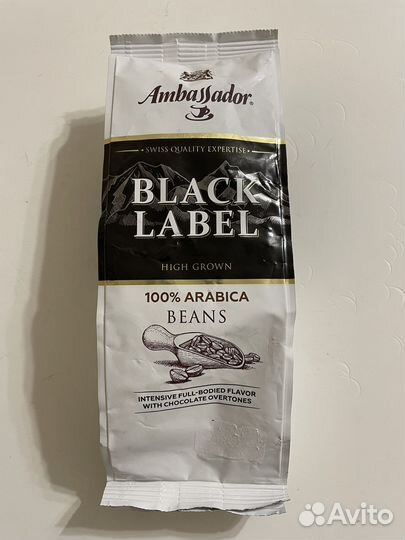 Ambassador®
• SWISS QUALITY EXPERTISE •
BLACK
LABEL
HIGH GROWN
100% ARABICA
BEANS
INTENSIVE FULL-BODIED FLAVOR
WITH CHOCOLATE OVERTONES
Avito